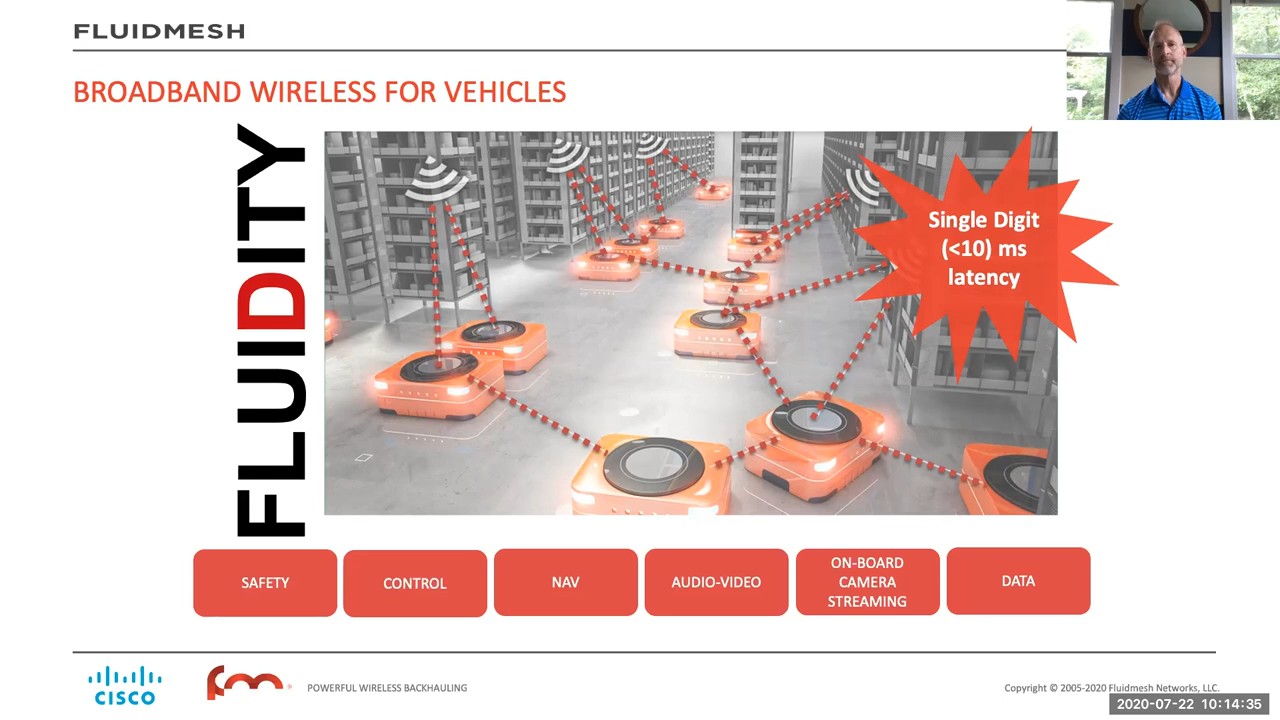 FLUIDMESH
BROADBAND WIRELESS FOR VEHICLES
FLUIDITY
Single Digit
(<10) ms
latency
SAFETY
CONTROL
NAV
AUDIO-VIDEO
ON-BOARD
CAMERA
STREAMING
DATA
CISCO
fm
POWERFUL WIRELESS BACKHAULING
Copyright © 2005-2020 Fluidmesh Networks, LLC.
2020-07-22 10:14:35